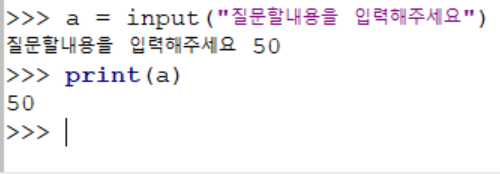 >>> a = input("질문할내용을 입력해주세요")
질문할내용을 입력해주세요 50
>>> print(a)
50
>>>